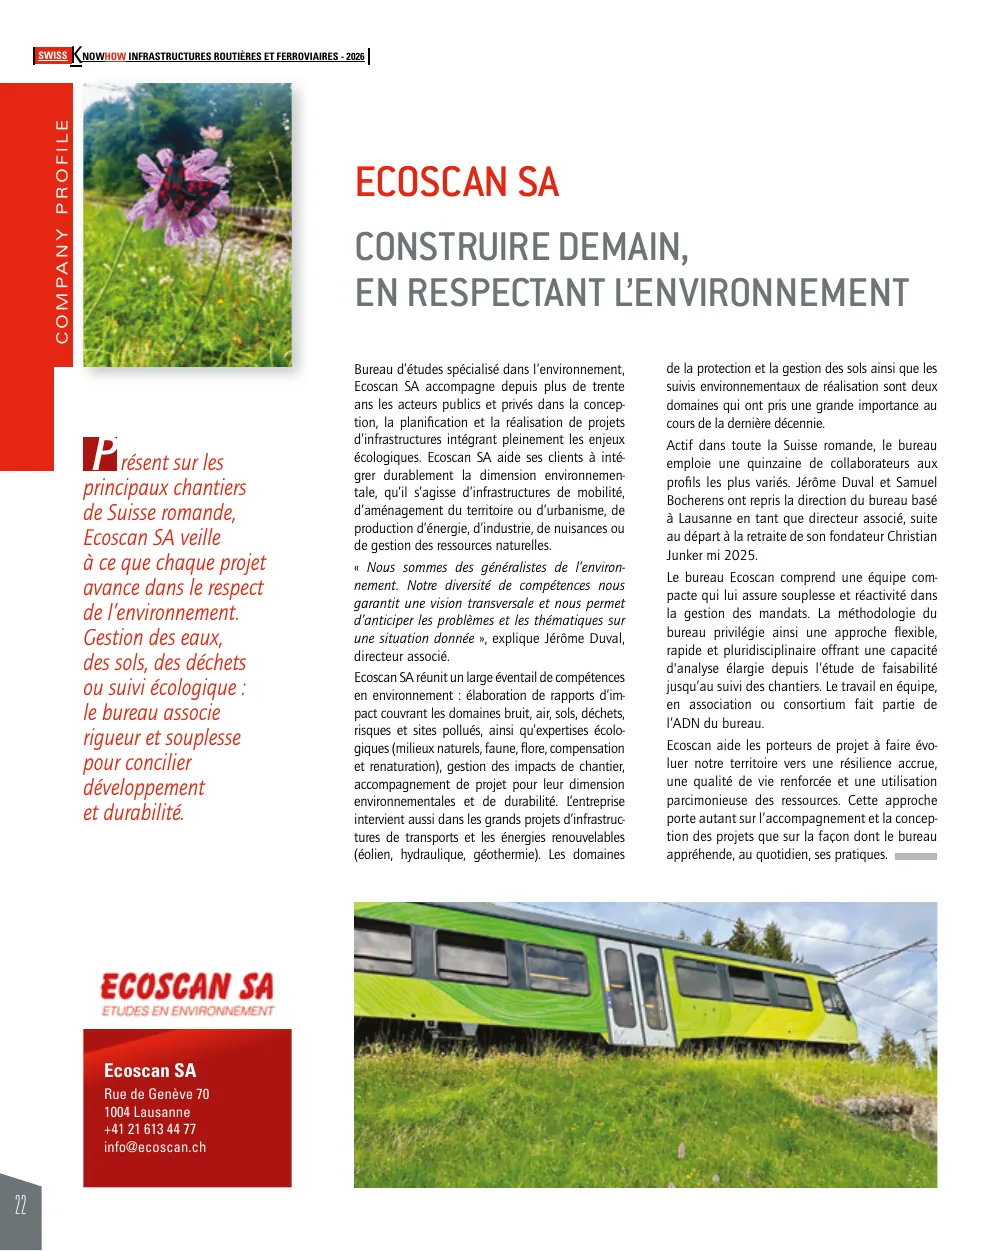 SWISS KNOWHOW INFRASTRUCTURES ROUTIÈRES ET FERROVIAIRES - 2026
COMPANY PROFILE
ECOSCAN SA
CONSTRUIRE DEMAIN,
EN RESPECTANT L'ENVIRONNEMENT
Présent sur les
principaux chantiers
de Suisse romande,
Ecoscan SA veille
à ce que chaque projet
avance dans le respect
de l'environnement.
Gestion des eaux,
des sols, des déchets
ou suivi écologique :
le bureau associe
rigueur et souplesse
pour concilier
développement
et durabilité.
Bureau d'études spécialisé dans l'environnement,
Ecoscan SA accompagne depuis plus de trente
ans les acteurs publics et privés dans la concep-
tion, la planification et la réalisation de projets
d'infrastructures intégrant pleinement les enjeux
écologiques. Ecoscan SA aide ses clients à inté-
grer durablement la dimension environnemen-
tale, qu'il s'agisse d'infrastructures de mobilité,
d'aménagement du territoire ou d'urbanisme, de
production d'énergie, d'industrie, de nuisances ou
de gestion des ressources naturelles.
« Nous sommes des généralistes de l'environ-
nement. Notre diversité de compétences nous
garantit une vision transversale et nous permet
d'anticiper les problèmes et les thématiques sur
une situation donnée », explique Jérôme Duval,
directeur associé.
Ecoscan SA réunit un large éventail de compétences
en environnement : élaboration de rapports d'im-
pact couvrant les domaines bruit, air, sols, déchets,
risques et sites pollués, ainsi qu'expertises écolo-
giques (milieux naturels, faune, flore, compensation
et renaturation), gestion des impacts de chantier,
accompagnement de projet pour leur dimension
environnementales et de durabilité. L'entreprise
intervient aussi dans les grands projets d'infrastruc-
tures de transports et les énergies renouvelables
(éolien, hydraulique, géothermie). Les domaines
de la protection et la gestion des sols ainsi que les
suivis environnementaux de réalisation sont deux
domaines qui ont pris une grande importance au
cours de la dernière décennie.
Actif dans toute la Suisse romande, le bureau
emploie une quinzaine de collaborateurs aux
profils les plus variés. Jérôme Duval et Samuel
Bocherens ont repris la direction du bureau basé
à Lausanne en tant que directeur associé, suite
au départ à la retraite de son fondateur Christian
Junker mi 2025.
Le bureau Ecoscan comprend une équipe com-
pacte qui lui assure souplesse et réactivité dans
la gestion des mandats. La méthodologie du
bureau privilégie ainsi une approche flexible,
rapide et pluridisciplinaire offrant une capacité
d'analyse élargie depuis l'étude de faisabilité
jusqu'au suivi des chantiers. Le travail en équipe,
en association ou consortium fait partie de
l'ADN du bureau.
Ecoscan aide les porteurs de projet à faire évo-
luer notre territoire vers une résilience accrue,
une qualité de vie renforcée et une utilisation
parcimonieuse des ressources. Cette approche
porte autant sur l'accompagnement et la concep-
tion des projets que sur la façon dont le bureau
appréhende, au quotidien, ses pratiques.
ECOSCAN SA
ETUDES EN ENVIRONNEMENT
Ecoscan SA
Rue de Genève 70
1004 Lausanne
+41 21 613 44 77
info@ecoscan.ch
22